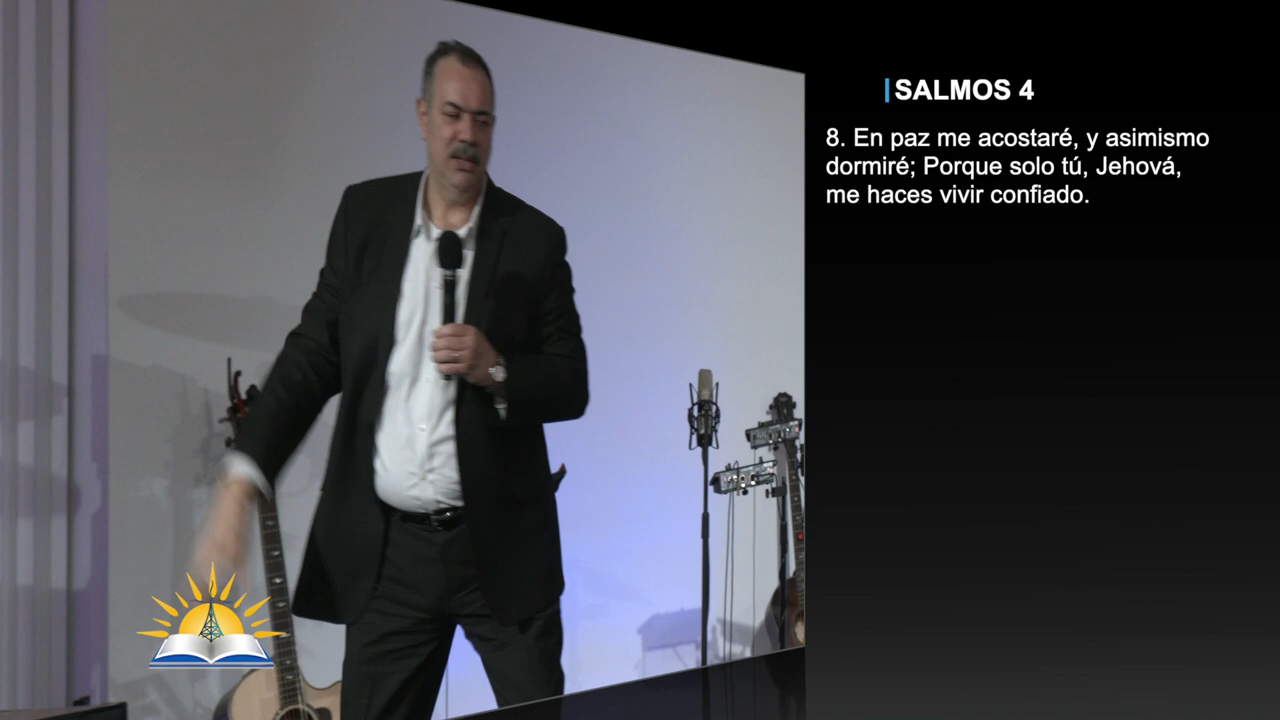 SALMOS 4
8. En paz me acostaré, y asimismo
dormiré; Porque solo tú, Jehová,
me haces vivir confiado.